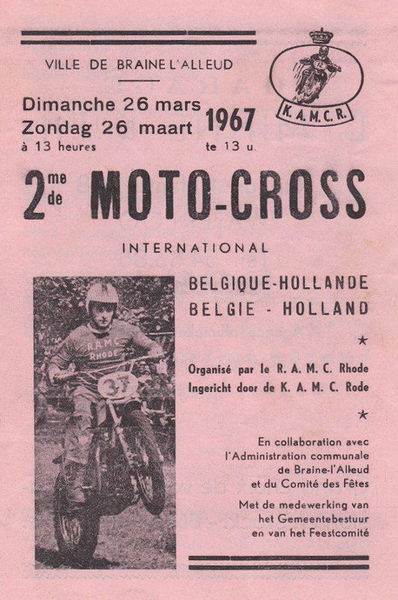 VILLE DE BRAINE L'ALLEUD
K. A. M. C. R.
Dimanche 26 mars
Zondag 26 maart
1967
à 13 heures
te 13 u.
2me
de
MOTO-CROSS
INTERNATIONAL
BELGIQUE-HOLLANDE
BELGIE - HOLLAND
R.A.M.C.
RHODE
37
★
Organisé par le R. A. M. C. Rhode
Ingericht door de K. A. M. C. Rode
★
En collaboration avec
l'Administration communale
de Braine-l'Alleud
et du Comité des Fêtes
Met de medewerking van
het Gemeentebestuur
en van het Feestcomité